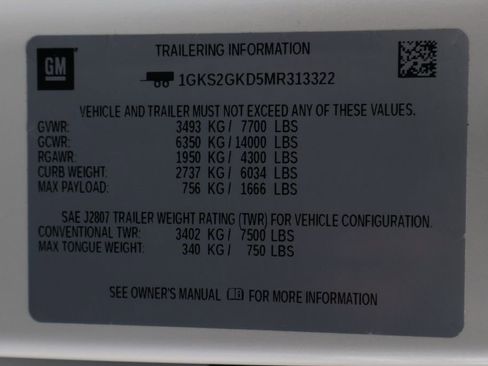 GM
TRAILERING INFORMATION
1GKS2GKD5MR313322
VEHICLE AND TRAILER MUST NOT EXCEED ANY OF THESE VALUES.
GVWR: 3493 KG / 7700 LBS
GCWR: 6350 KG / 14000 LBS
RGAWR: 1950 KG / 4300 LBS
CURB WEIGHT: 2737 KG / 6034 LBS
MAX PAYLOAD: 756 KG / 1666 LBS
SAE J2807 TRAILER WEIGHT RATING (TWR) FOR VEHICLE CONFIGURATION.
CONVENTIONAL TWR: 3402 KG / 7500 LBS
MAX TONGUE WEIGHT: 340 KG / 750 LBS
SEE OWNER'S MANUAL FOR MORE INFORMATION